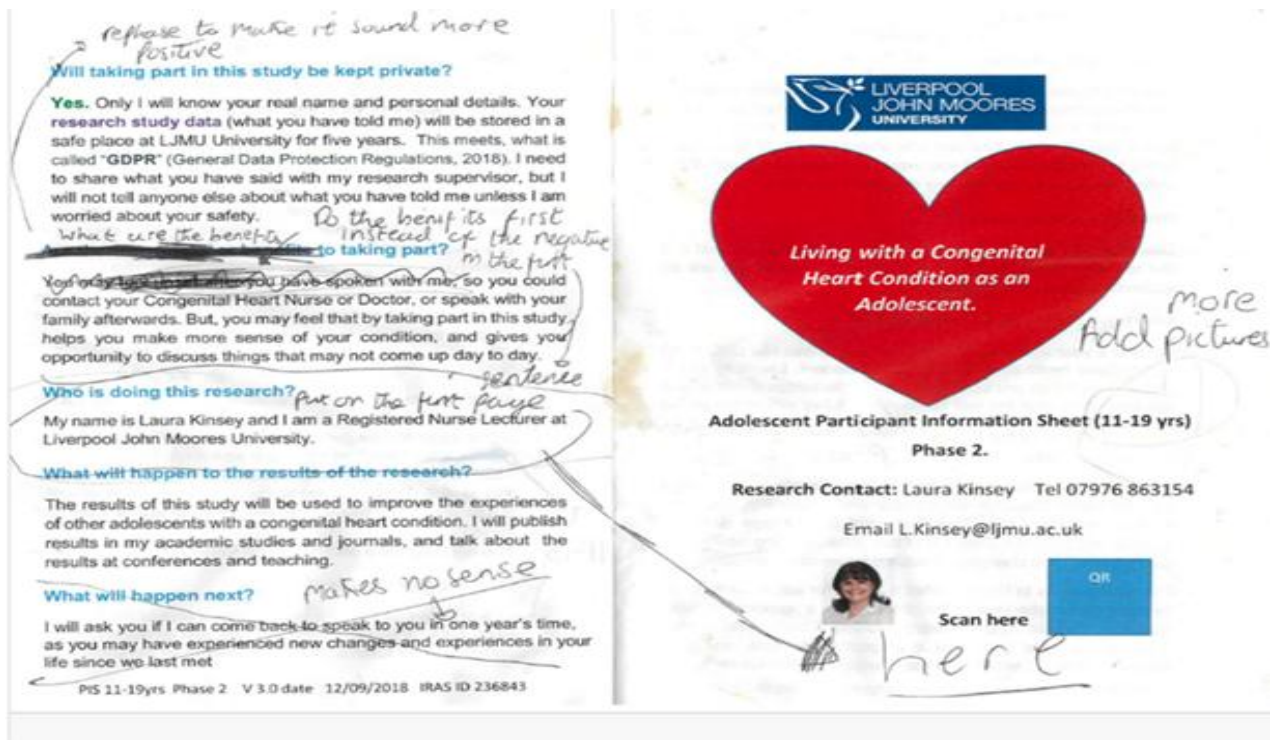 rephase to make it sound more
positive
Will taking part in this study be kept private?
Yes. Only I will know your real name and personal details. Your
research study data (what you have told me) will be stored in a
safe place at LJMU University for five years. This meets, what is
called "GDPR" (General Data Protection Regulations, 2018). I need
to share what you have said with my research supervisor, but I
will not tell anyone else about what you have told me unless I am
worried about your safety.
Do the benifits first
instead of the negative
in the first
sentence
What are the benefits
to taking part?
you have spoken with me, so you could
contact your Congenital Heart Nurse or Doctor, or speak with your
family afterwards. But, you may feel that by taking part in this study
helps you make more sense of your condition, and gives you
opportunity to discuss things that may not come up day to day.
Who is doing this research?
Put on the first page
My name is Laura Kinsey and I am a Registered Nurse Lecturer at
Liverpool John Moores University.
What will happen to the results of the research?
The results of this study will be used to improve the experiences
of other adolescents with a congenital heart condition. I will publish
results in my academic studies and journals, and talk about the
results at conferences and teaching.
makes no sense
What will happen next?
I will ask you if I can come back to speak to you in one year's time,
as you may have experienced new changes and experiences in your
life since we last met
PIS 11-19yrs Phase 2 V 3.0 date 12/09/2018 IRAS ID 236843
LIVERPOOL
JOHN MOORES
UNIVERSITY
Living with a Congenital
Heart Condition as an
Adolescent.
more
Add pictures
Adolescent Participant Information Sheet (11-19 yrs)
Phase 2.
Research Contact: Laura Kinsey Tel 07976 863154
Email L.Kinsey@ljmu.ac.uk
QR
Scan here
here